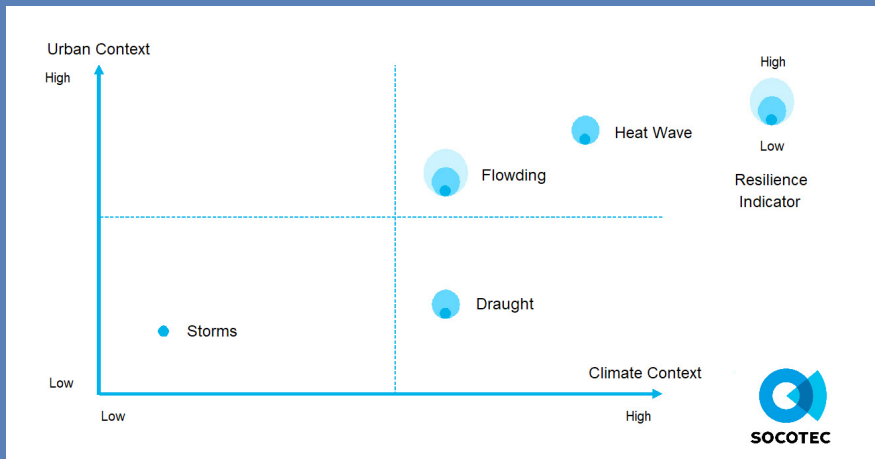 Urban Context
High
High
Heat Wave
Low
Flowding
Resilience
Indicator
Draught
Storms
Climate Context
Low
Low
High
SOCOTEC